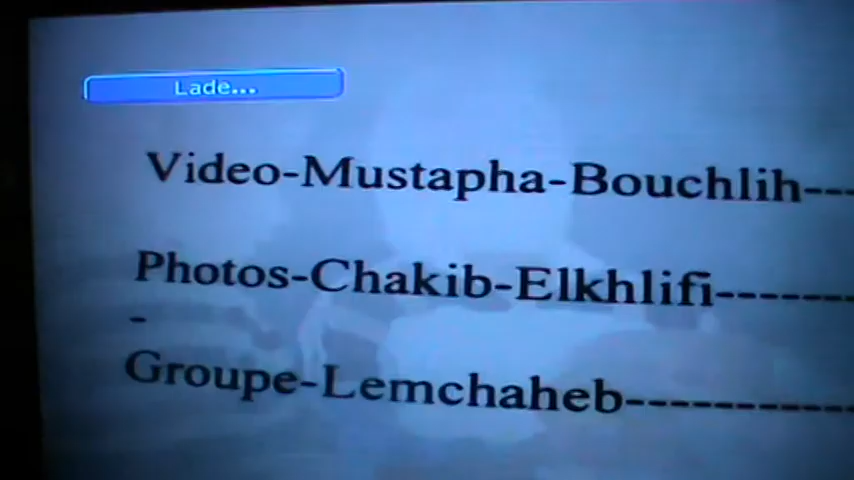 Lade...
Video-Mustapha-Bouchlih---
Photos-Chakib-Elkhlifi-------
-
Groupe-Lemchaheb-----------